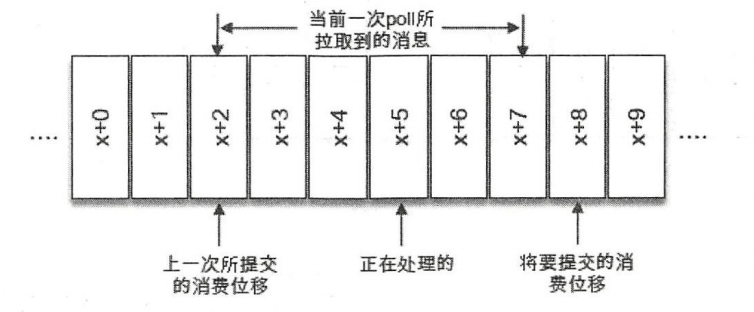 当前一次poll所
拉取到的消息
x+0
x+1
x+2
x+3
x+4
x+5
x+6
x+7
x+8
x+9
....
....
上一次所提交
的消费位移
正在处理的
将要提交的消
费位移